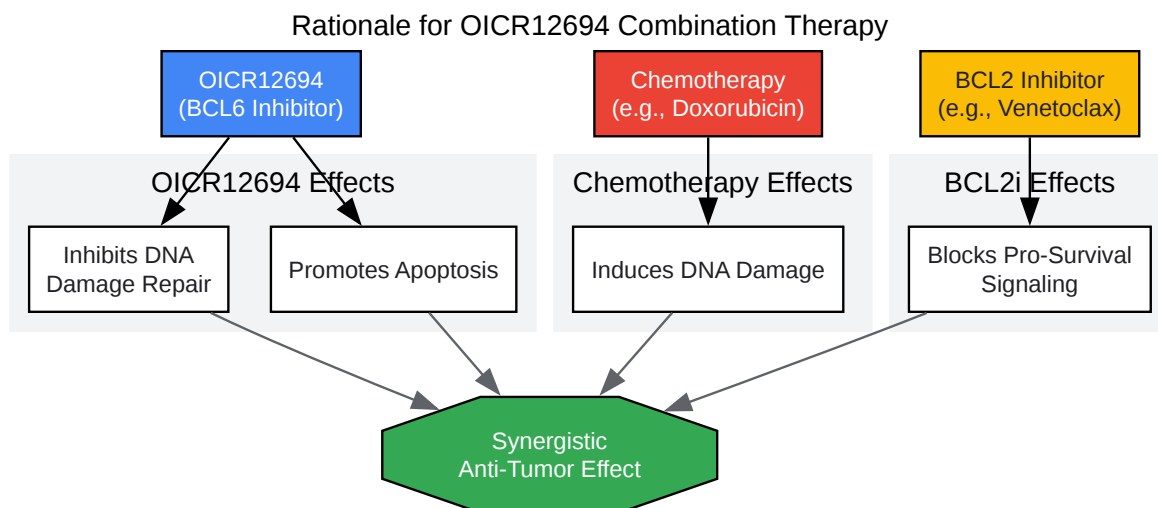 Rationale for OICR12694 Combination Therapy
OICR12694
(BCL6 Inhibitor)
Chemotherapy
(e.g., Doxorubicin)
BCL2 Inhibitor
(e.g., Venetoclax)
OICR12694 Effects
Chemotherapy Effects
BCL2i Effects
Inhibits DNA
Damage Repair
Promotes Apoptosis
Induces DNA Damage
Blocks Pro-Survival
Signaling
Synergistic
Anti-Tumor Effect